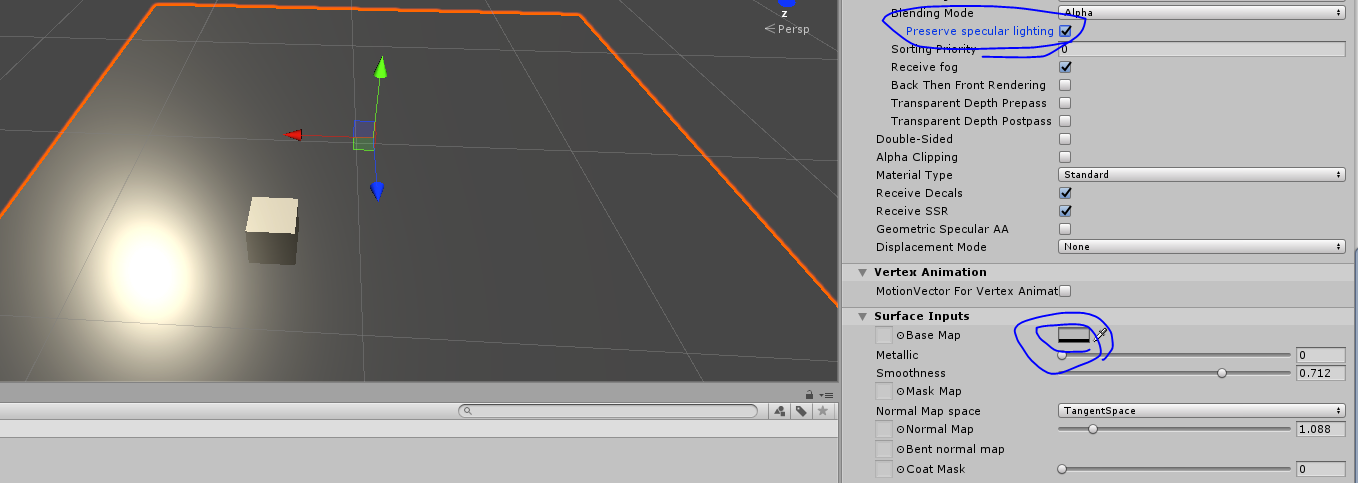 z
Persp
Blending Mode Alpha
Preserve specular lighting
Sorting Priority 0
Receive fog
Back Then Front Rendering
Transparent Depth Prepass
Transparent Depth Postpass
Double-Sided
Alpha Clipping
Material Type Standard
Receive Decals
Receive SSR
Geometric Specular AA
Displacement Mode None
Vertex Animation
MotionVector For Vertex Animat
Surface Inputs
Base Map
Metallic 0
Smoothness 0.712
Mask Map
Normal Map space TangentSpace
Normal Map 1.088
Bent normal map
Coat Mask 0